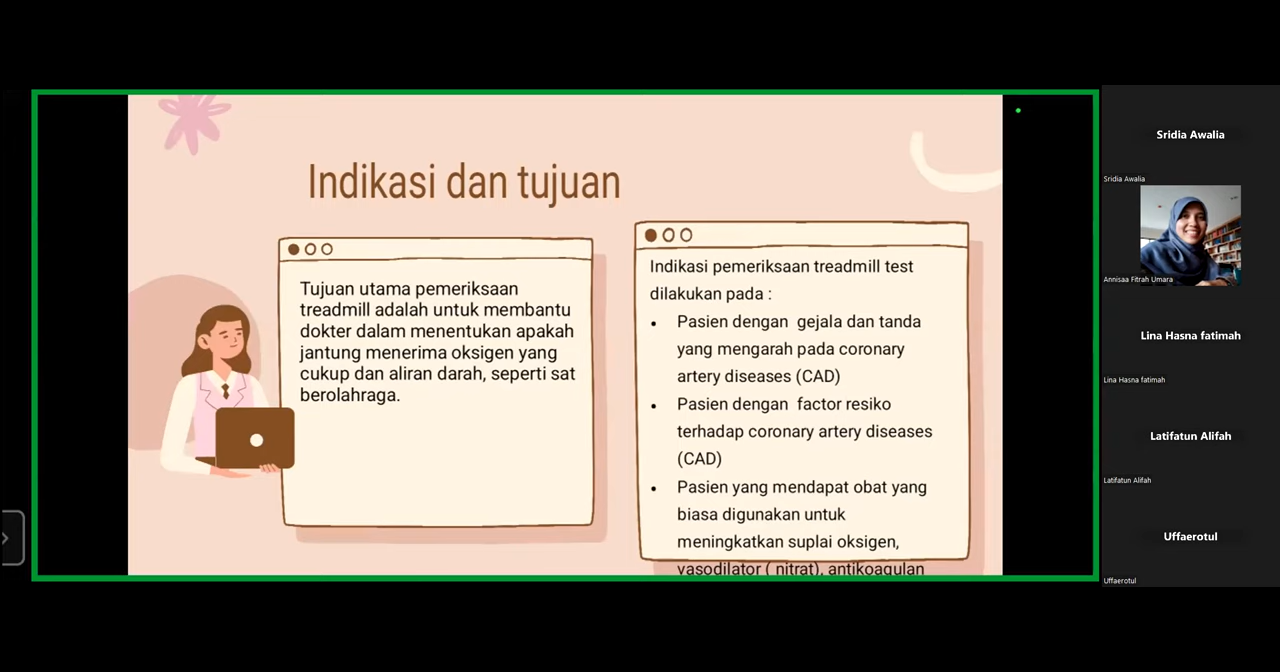 Indikasi dan tujuan
Tujuan utama pemeriksaan
treadmill adalah untuk membantu
dokter dalam menentukan apakah
jantung menerima oksigen yang
cukup dan aliran darah, seperti sat
berolahraga.
Indikasi pemeriksaan treadmill test
dilakukan pada :
• Pasien dengan gejala dan tanda
yang mengarah pada coronary
artery diseases (CAD)
• Pasien dengan factor resiko
terhadap coronary artery diseases
(CAD)
• Pasien yang mendapat obat yang
biasa digunakan untuk
meningkatkan suplai oksigen,
vasodilator ( nitrat), antikoagulan
Sridia Awalia
Sridia Awalia
Annisaa Fitrah Umara
Lina Hasna fatimah
Lina Hasna fatimah
Latifatun Alifah
Latifatun Alifah
Uffaerotul
Uffaerotul